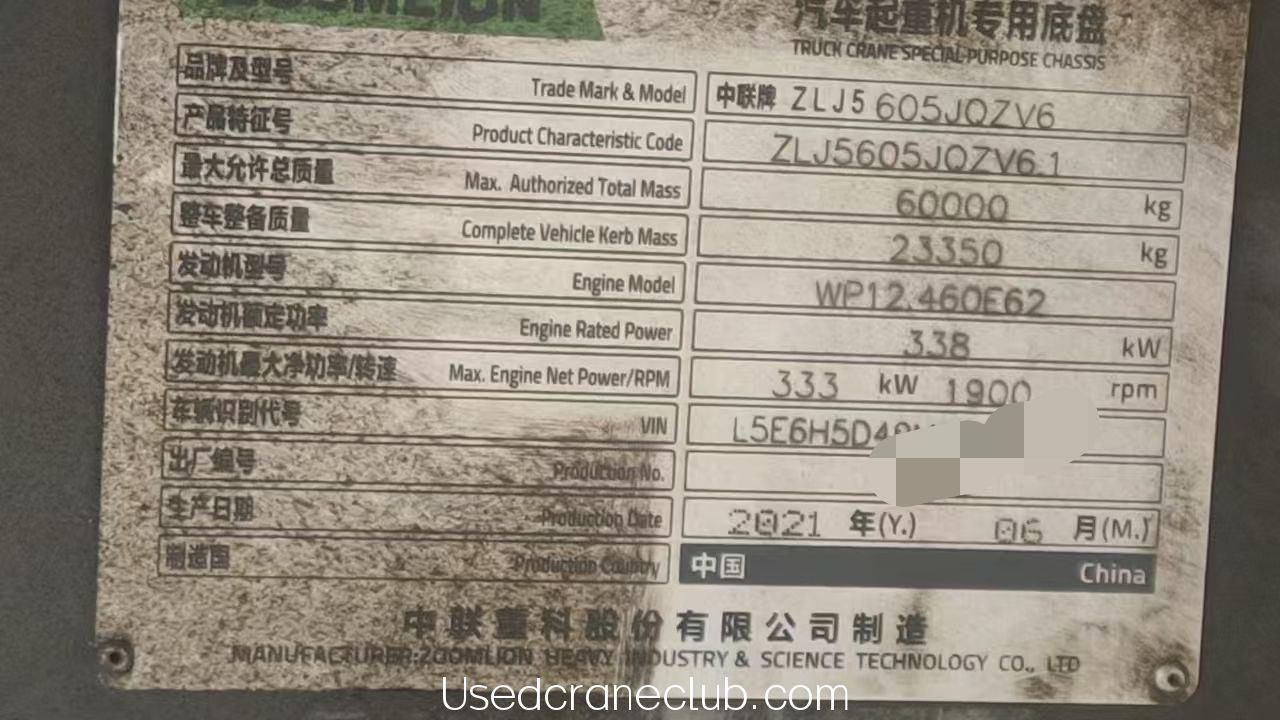 ZOOMLION
汽车起重机专用底盘
TRUCK CRANE SPECIAL-PURPOSE CHASSIS
品牌及型号 Trade Mark & Model 中联牌 ZLJ5605JQZV6
产品特征号 Product Characteristic Code ZLJ5605JQZV6.1
最大允许总质量 Max. Authorized Total Mass 60000 kg
整车整备质量 Complete Vehicle Kerb Mass 23350 kg
发动机型号 Engine Model WP12.460E62
发动机额定功率 Engine Rated Power 338 kW
发动机最大净功率/转速 Max. Engine Net Power/RPM 333 kW 1900 rpm
车辆识别代号 VIN L5E6H5D4
出厂编号 Production No.
生产日期 Production Date 2021 年(Y.) 06 月(M.)
制造国 Production Country 中国 China
中联重科股份有限公司制造
MANUFACTURER:ZOOMLION HEAVY INDUSTRY & SCIENCE TECHNOLOGY CO., LTD
Usedcraneclub.com